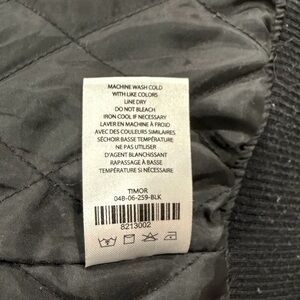 MACHINE WASH COLD
WITH LIKE COLORS
LINE DRY
DO NOT BLEACH
IRON COOL IF NECESSARY
LAVER EN MACHINE À FROID
AVEC DES COULEURS SIMILAIRES.
SÉCHOIR BASSE TEMPÉRATURE
NE PAS UTILISER
D'AGENT BLANCHISSANT
RAPASSAGE À BASSE
TEMPÉRATURE SI NÉCESSAIRE
TIMOR
04B-06-259-BLK
8213002